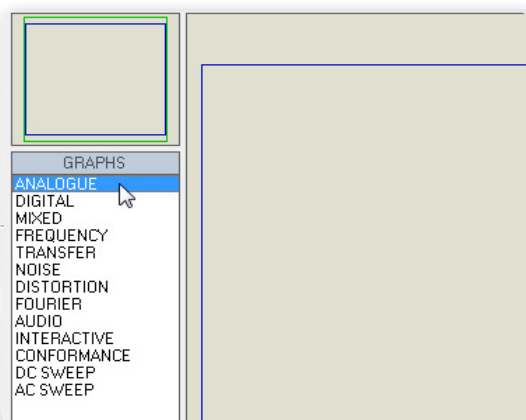 GRAPHS
ANALOGUE
DIGITAL
MIXED
FREQUENCY
TRANSFER
NOISE
DISTORTION
FOURIER
AUDIO
INTERACTIVE
CONFORMANCE
DC SWEEP
AC SWEEP